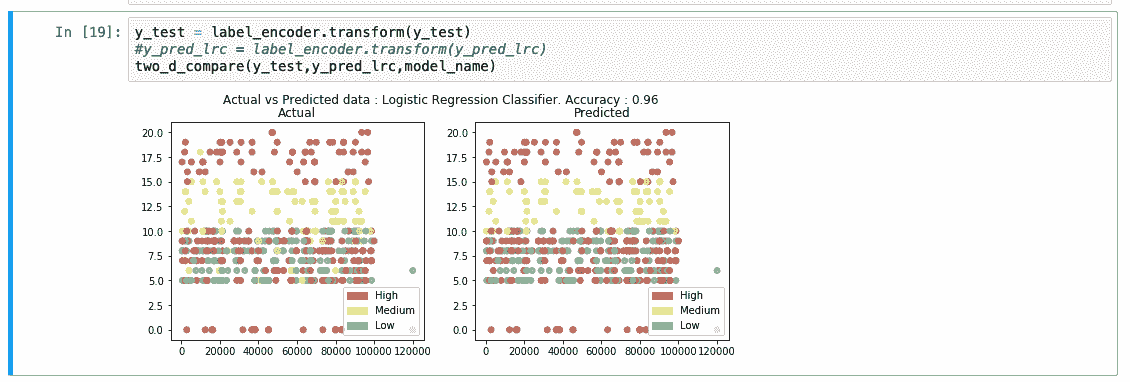 In [19]:
y_test = label_encoder.transform(y_test)
#y_pred_lrc = label_encoder.transform(y_pred_lrc)
two_d_compare(y_test,y_pred_lrc,model_name)
Actual vs Predicted data : Logistic Regression Classifier. Accuracy : 0.96
Actual
Predicted
20.0
17.5
15.0
12.5
10.0
7.5
5.0
2.5
0.0
High
Medium
Low
0 20000 40000 60000 80000 100000 120000
20.0
17.5
15.0
12.5
10.0
7.5
5.0
2.5
0.0
High
Medium
Low
0 20000 40000 60000 80000 100000 120000